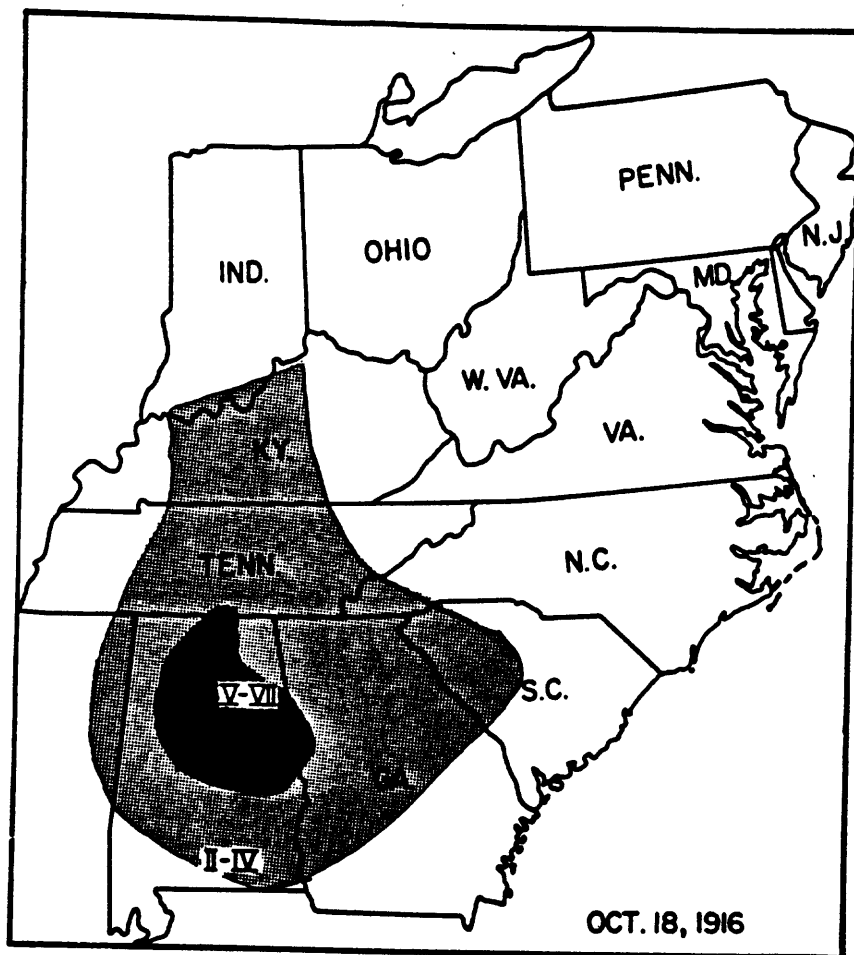 PENN.
OHIO
N.J.
IND.
MD.
W. VA.
VA.
KY.
TENN.
N.C.
V-VII
S.C.
GA.
II-IV
OCT. 18, 1916